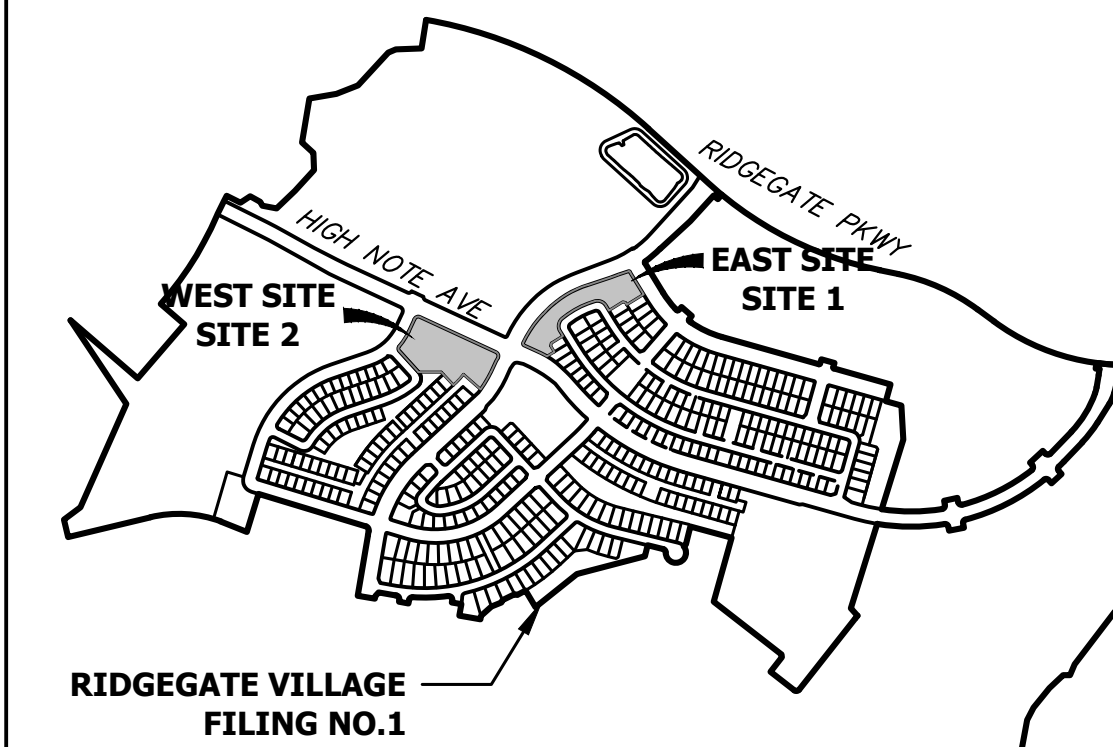 RIDGEGATE PKWY
HIGH NOTE AVE
EAST SITE
SITE 1
WEST SITE
SITE 2
RIDGEGATE VILLAGE
FILING NO.1